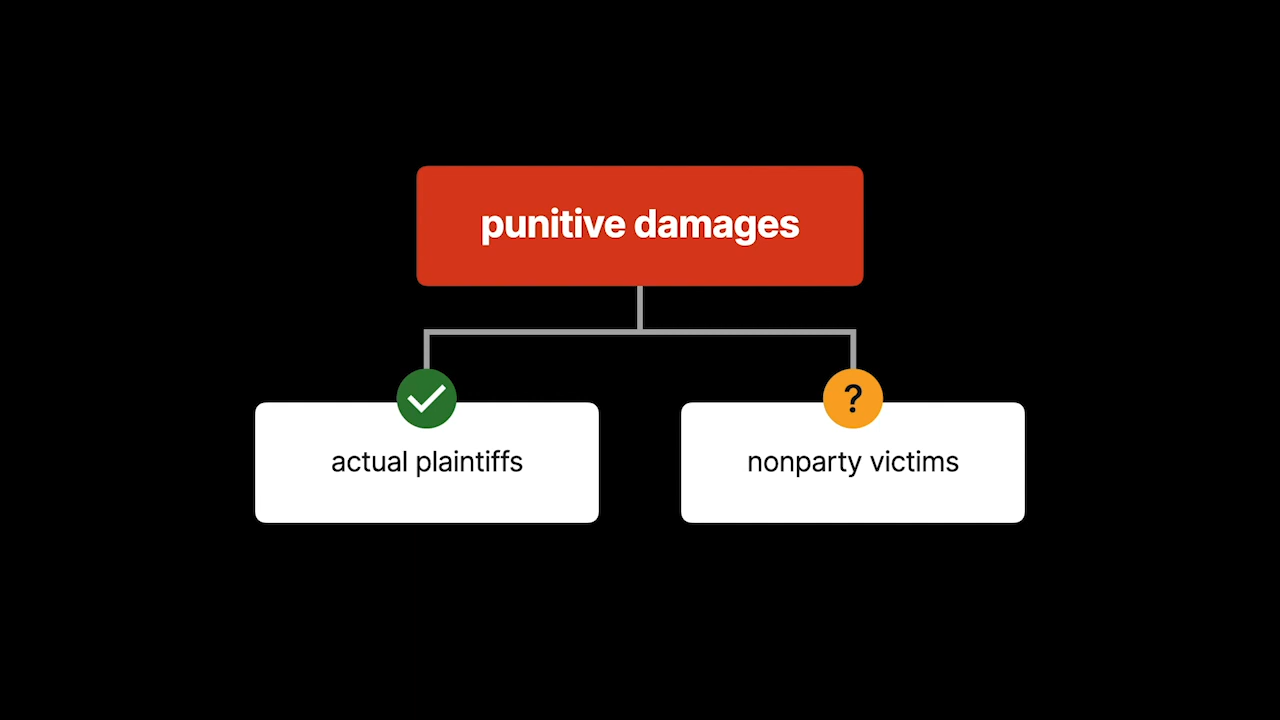 punitive damages
actual plaintiffs
?
nonparty victims